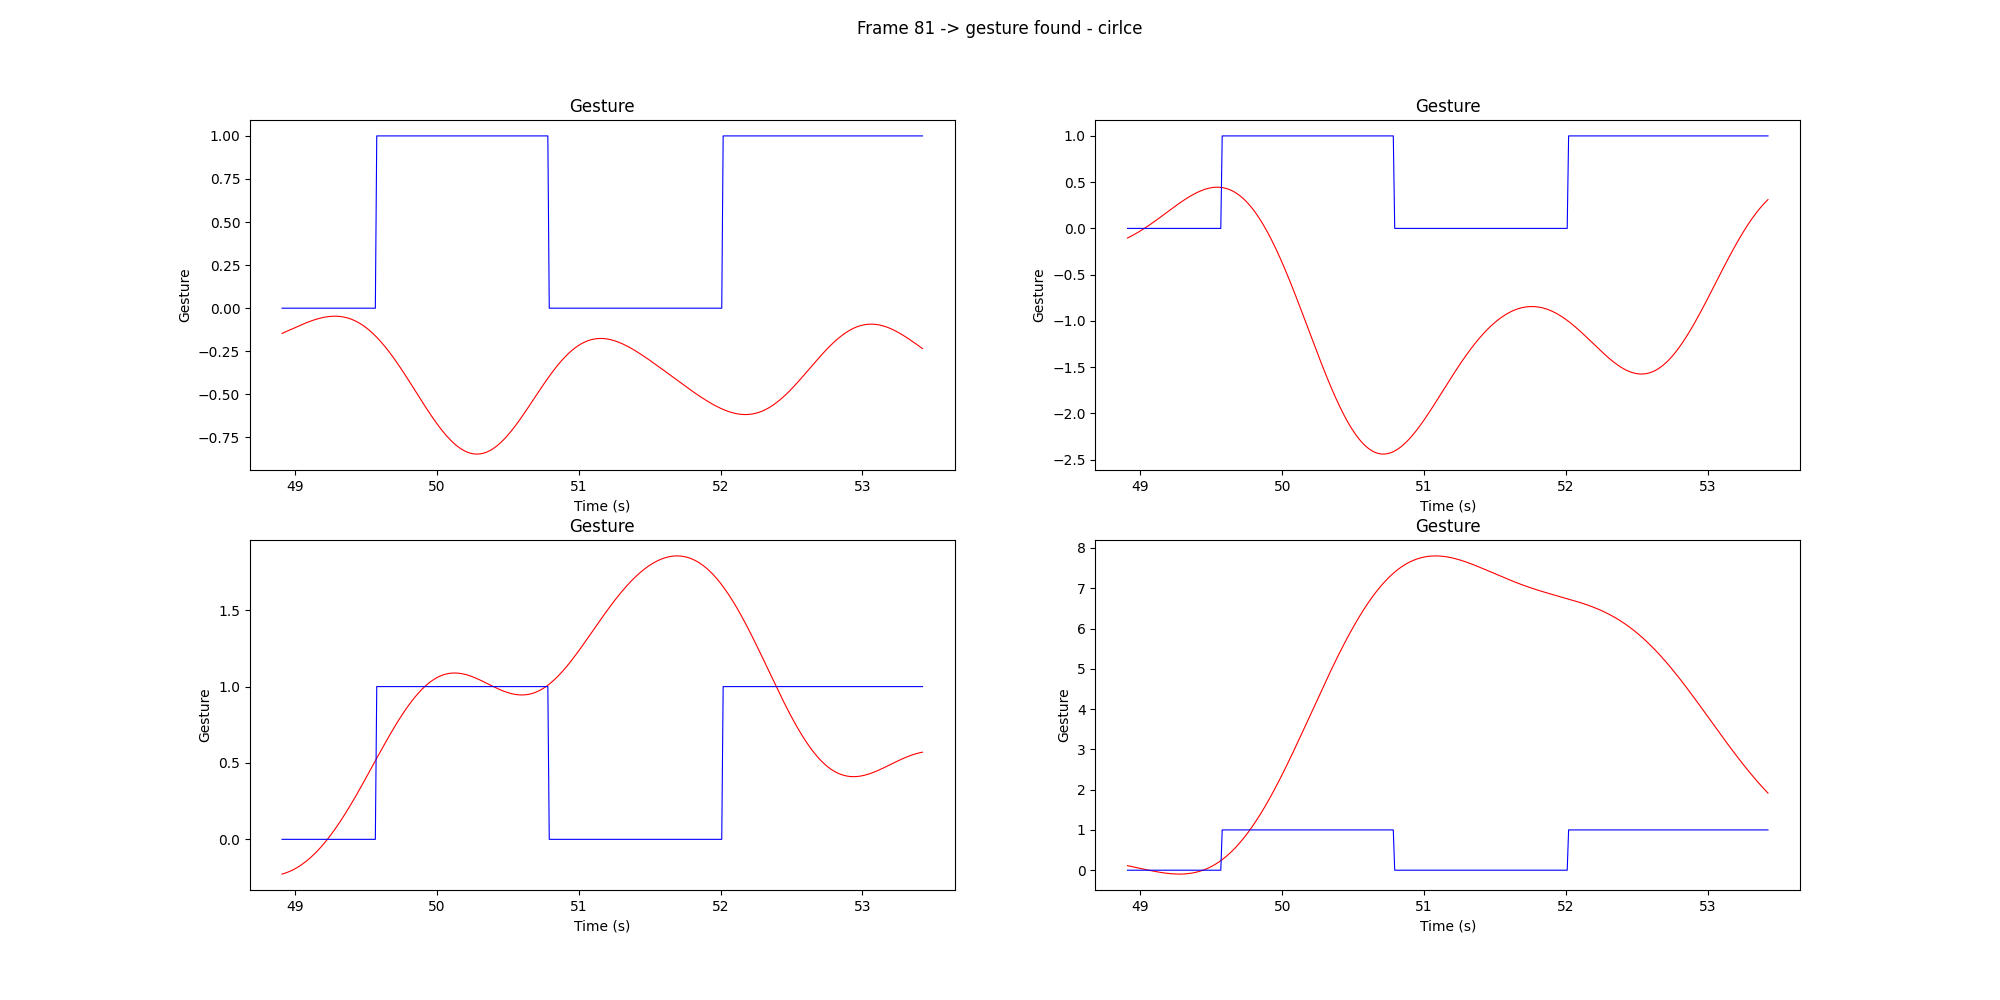 Frame 81 -> gesture found - cirlce
Gesture
1.00
0.75
0.50
0.25
0.00
−0.25
−0.50
−0.75
Gesture
49 50 51 52 53
Time (s)
Gesture
1.0
0.5
0.0
−0.5
−1.0
−1.5
−2.0
−2.5
Gesture
49 50 51 52 53
Time (s)
Gesture
1.5
1.0
0.5
0.0
Gesture
49 50 51 52 53
Time (s)
Gesture
8
7
6
5
4
3
2
1
0
Gesture
49 50 51 52 53
Time (s)